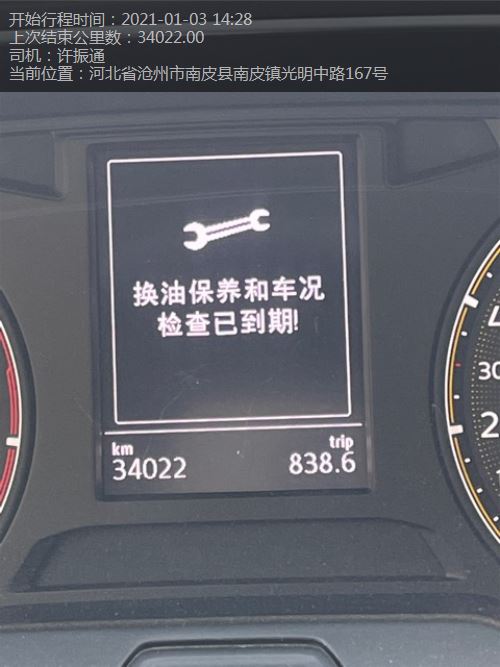 开始行程时间：2021-01-03 14:28
上次结束公里数：34022.00
司机：许振通
当前位置：河北省沧州市南皮县南皮镇光明中路167号
换油保养和车况
检查已到期!
km
trip
34022
838.6
30
2